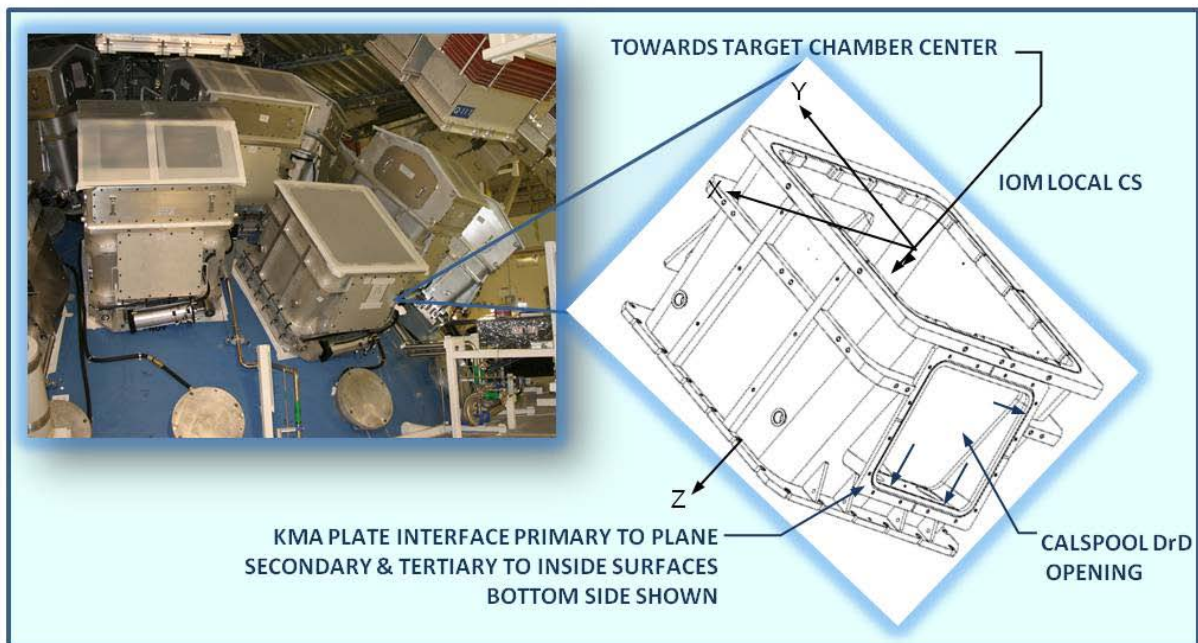 TOWARDS TARGET CHAMBER CENTER
Y
IOM LOCAL CS
X
Z
KMA PLATE INTERFACE PRIMARY TO PLANE
SECONDARY & TERTIARY TO INSIDE SURFACES
BOTTOM SIDE SHOWN
CALSPOOL DrD
OPENING